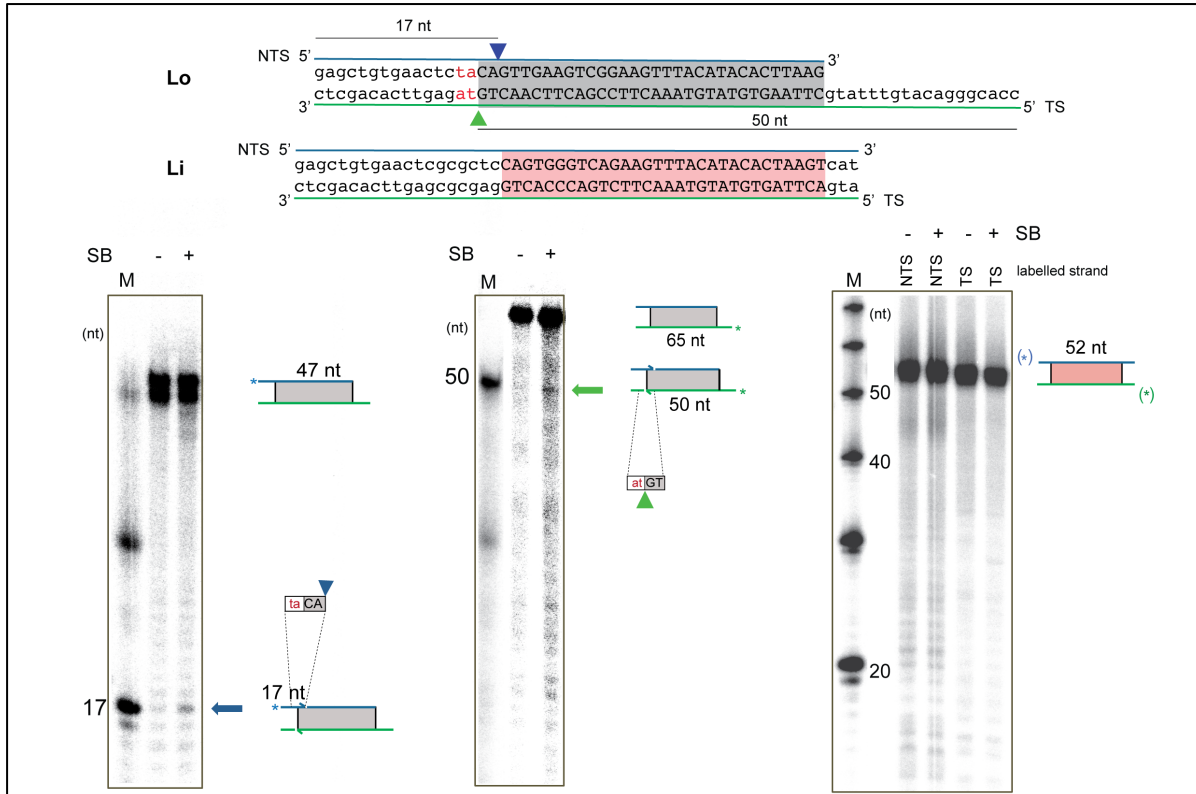 17 nt
NTS 5' 3'
Lo
gagctgtgaactctaCAGTTGAAGTCGGAAGTTTACATACACTTAAG
ctcgacacttgagatGTCAACTTCAGCCTTCAAATGTATGTGAATTCgtatttgtacagggcacc
3' 5' TS
50 nt
NTS 5' 3'
Li
gagctgtgaactcgcgctcCAGTGGGTCAGAAGTTTACATACACTAAGTcat
ctcgacacttgagcgcgagGTCACCCAGTCTTCAAATGTATGTGATTCAgta
3' 5' TS
SB - +
M
(nt)
17
* 47 nt
ta CA
17 nt
*
SB - +
M
(nt)
50
65 nt
*
50 nt
*
at GT
- + - + SB
NTS NTS TS TS labelled strand
M
(nt)
50
40
20
(*) 52 nt
(*)